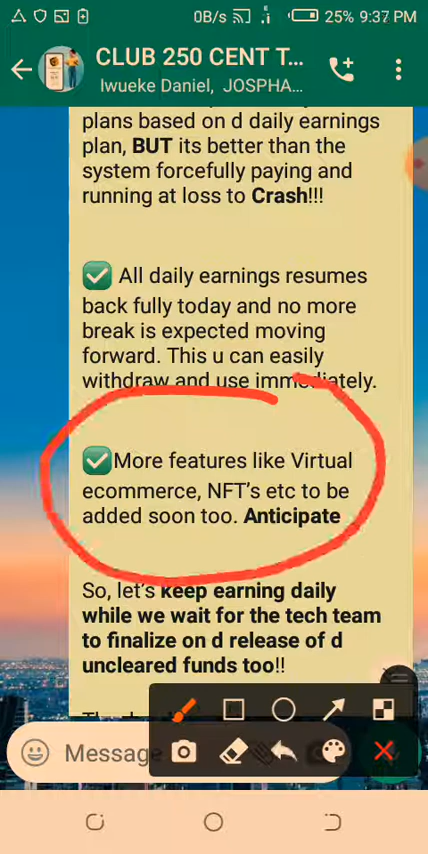 0B/s 25% 9:37 PM
CLUB 250 CENT T...
Iwueke Daniel, JOSPHA...
plans based on d daily earnings
plan, BUT its better than the
system forcefully paying and
running at loss to Crash!!!
✅ All daily earnings resumes
back fully today and no more
break is expected moving
forward. This u can easily
withdraw and use immediately.
✅More features like Virtual
ecommerce, NFT's etc to be
added soon too. Anticipate
So, let's keep earning daily
while we wait for the tech team
to finalize on d release of d
uncleared funds too!!
Message